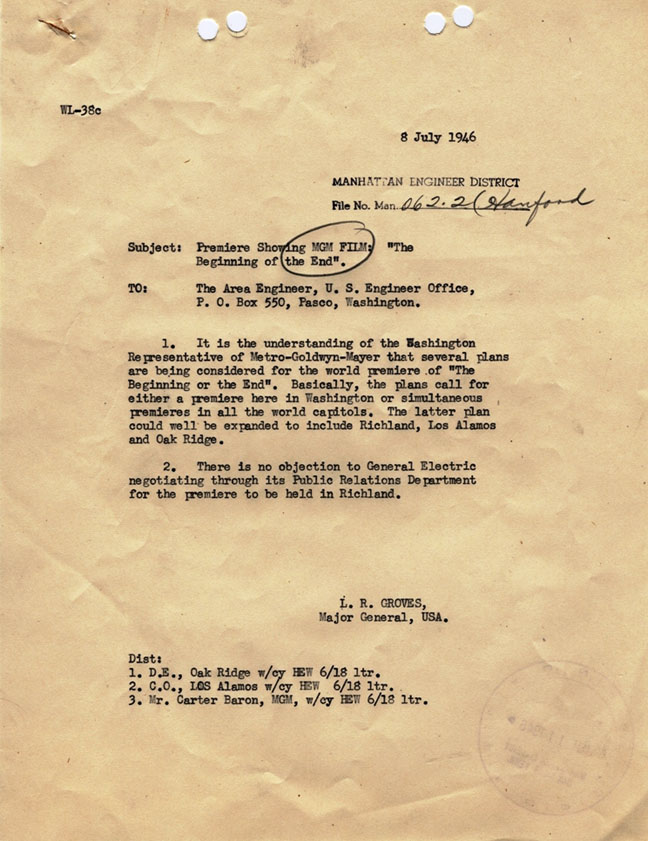 WL-38c
8 July 1946
MANHATTAN ENGINEER DISTRICT
File No. Man. 062.2 (Hanford
Subject: Premiere Showing MGM FILM: "The
Beginning of the End".
TO: The Area Engineer, U. S. Engineer Office,
P. O. Box 550, Pasco, Washington.
1. It is the understanding of the Washington
Representative of Metro-Goldwyn-Mayer that several plans
are being considered for the world premiere of "The
Beginning or the End". Basically, the plans call for
either a premiere here in Washington or simultaneous
premieres in all the world capitols. The latter plan
could well be expanded to include Richland, Los Alamos
and Oak Ridge.
2. There is no objection to General Electric
negotiating through its Public Relations Department
for the premiere to be held in Richland.
L. R. GROVES,
Major General, USA.
Dist:
1. D.E., Oak Ridge w/cy HEW 6/18 ltr.
2. C.O., LOS Alamos w/cy HEW 6/18 ltr.
3. Mr. Carter Baron, MGM, w/cy HEW 6/18 ltr.